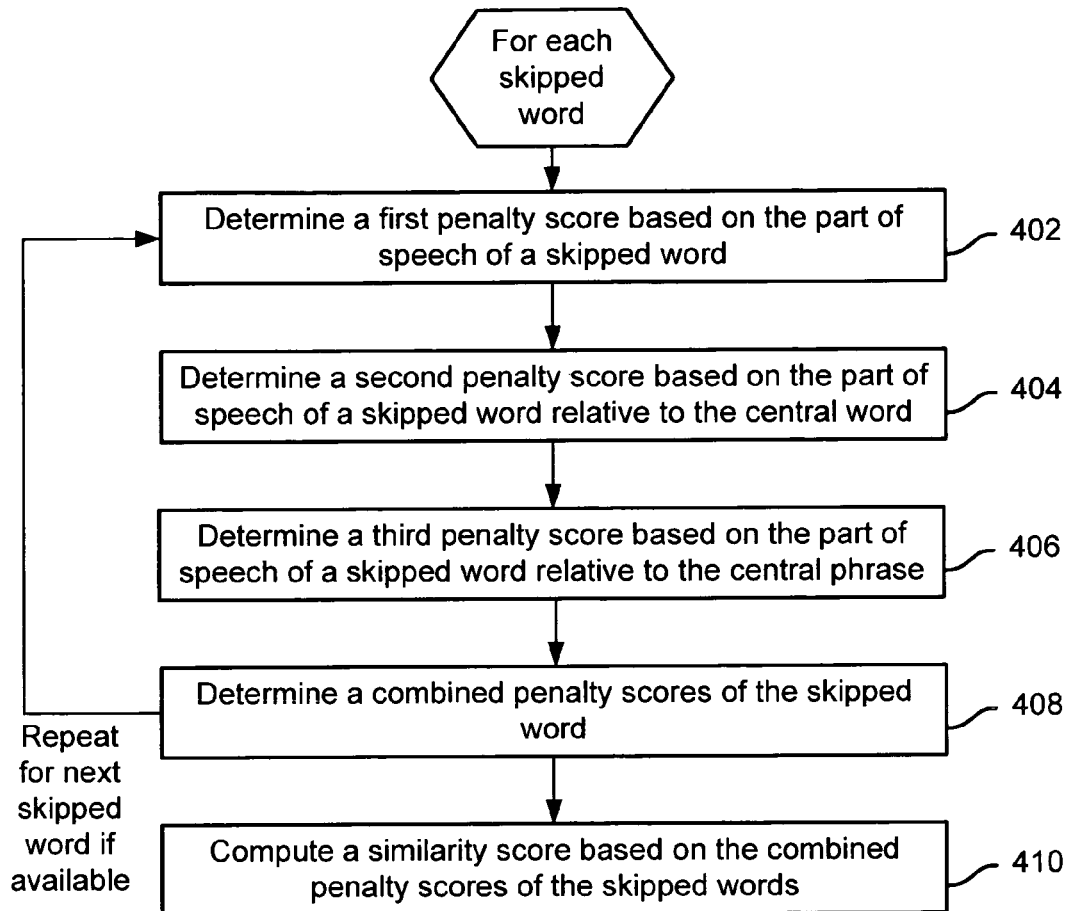 For each
skipped
word
Determine a first penalty score based on the part of
speech of a skipped word
402
Determine a second penalty score based on the part of
speech of a skipped word relative to the central word
404
Determine a third penalty score based on the part of
speech of a skipped word relative to the central phrase
406
Determine a combined penalty scores of the skipped
word
408
Repeat
for next
skipped
word if
available
Compute a similarity score based on the combined
penalty scores of the skipped words
410